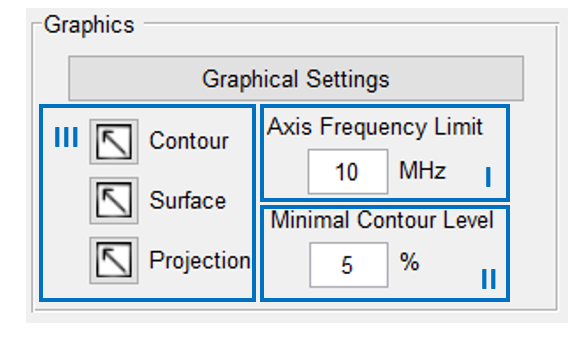 Graphics
Graphical Settings
III
Contour
Surface
Projection
Axis Frequency Limit
10 MHz
I
Minimal Contour Level
5 %
II